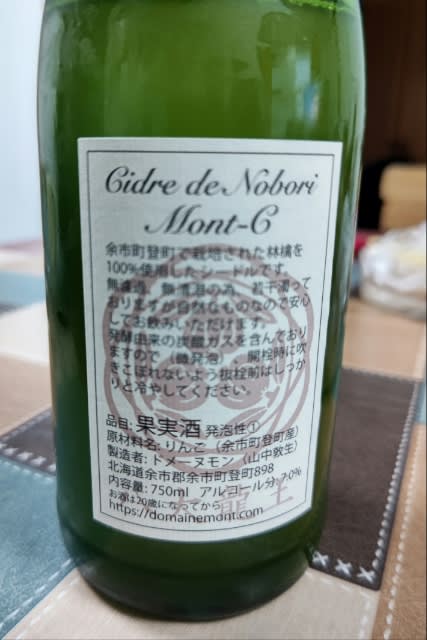 Cidre de Nobori
Mont-C
余市町登町で栽培された林檎を
100%使用したシードルです。
無濾過、無清澄の為、若干濁って
おりますが自然なものなので安心
してお飲みいただけます。
発酵由来の炭酸ガスを含んでおり
ますので（微発泡）、開栓時に吹
きこぼれないよう抜栓前はしっか
りと冷やしてください。
品目: 果実酒 発泡性①
原材料名: りんご（余市町登町産）
製造者: ドメーヌモン（山中敦生）
北海道余市郡余市町登町898
内容量: 750ml アルコール分: 7.0%
お酒は20歳になってから
https://domainemont.com
龍王